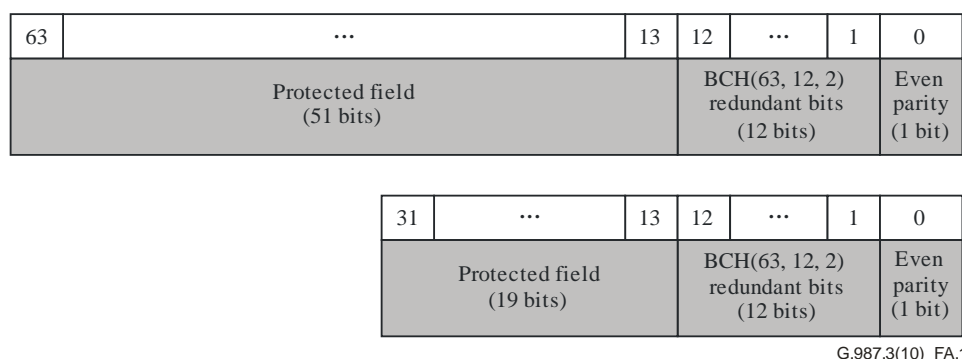 63 ... 13 12 ... 1 0
Protected field
(51 bits)
BCH(63, 12, 2)
redundant bits
(12 bits)
Even
parity
(1 bit)
31 ... 13 12 ... 1 0
Protected field
(19 bits)
BCH(63, 12, 2)
redundant bits
(12 bits)
Even
parity
(1 bit)
G.987.3(10)_FA.1